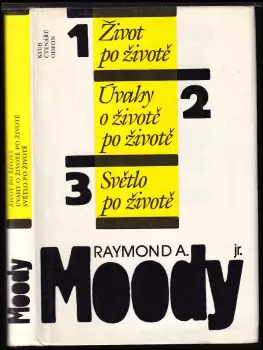 KLUB
ČTENÁŘŮ
ODEON
1
Život
po životě
Úvahy
o životě
po životě
2
3
Světlo
po životě
RAYMOND A.
jr.
Moody
ŽIVOT PO ŽIVOTĚ
ÚVAHY O ŽIVOTĚ PO ŽIVOTĚ
SVĚTLO PO ŽIVOTĚ
Moody